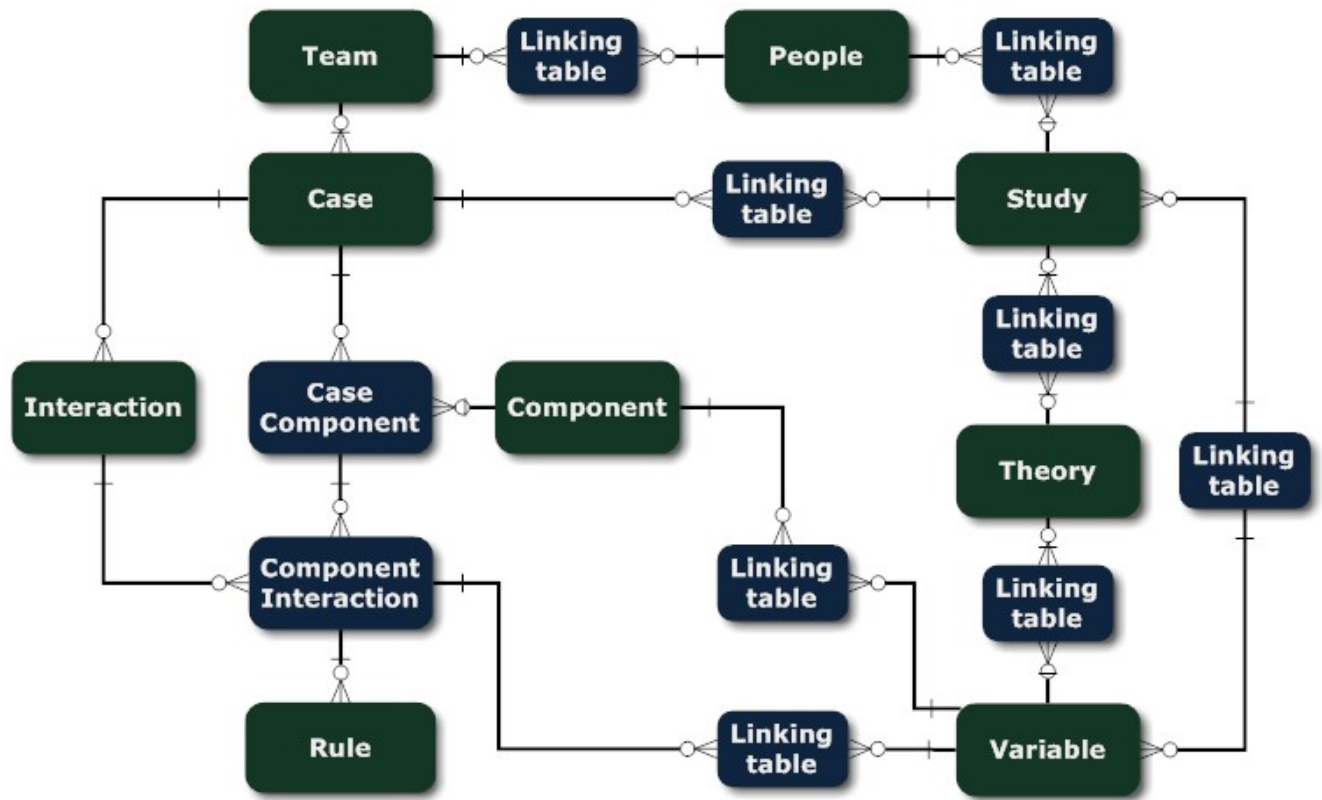 Team
Linking
table
People
Linking
table
Case
Linking
table
Study
Linking
table
Interaction
Case
Component
Component
Theory
Linking
table
Component
Interaction
Linking
table
Linking
table
Rule
Linking
table
Variable